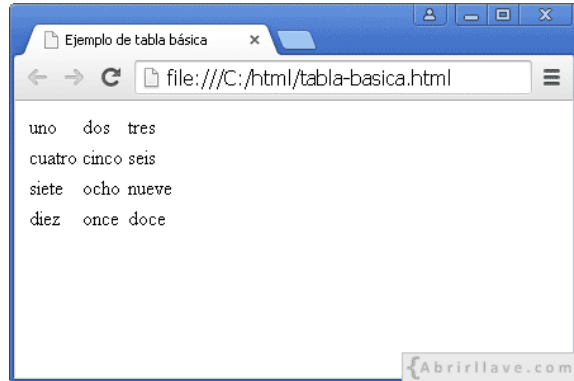 Ejemplo de tabla básica
file:///C:/html/tabla-basica.html
uno dos tres
cuatro cinco seis
siete ocho nueve
diez once doce
{Abrirllave.com